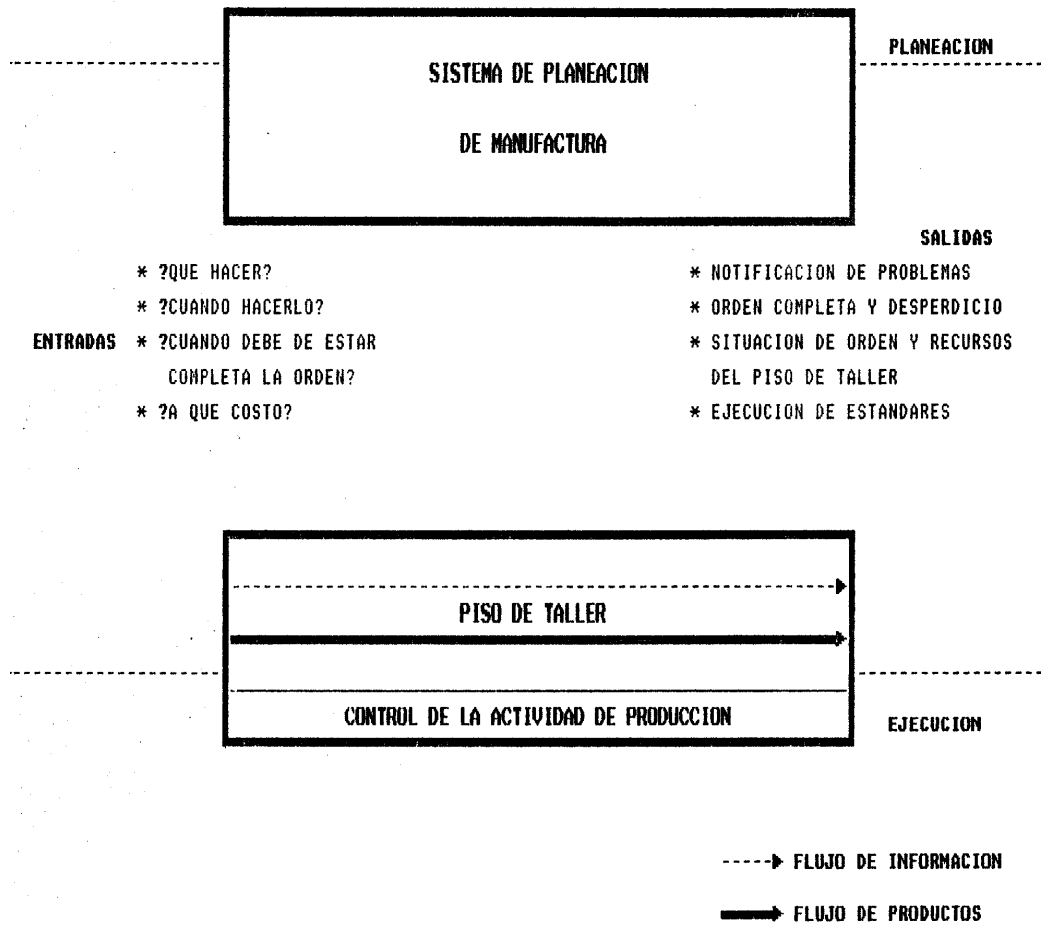 PLANEACION
SISTEMA DE PLANEACION
DE MANUFACTURA
SALIDAS
* ?QUE HACER?
* ?CUANDO HACERLO?
ENTRADAS * ?CUANDO DEBE DE ESTAR
COMPLETA LA ORDEN?
* ?A QUE COSTO?
* NOTIFICACION DE PROBLEMAS
* ORDEN COMPLETA Y DESPERDICIO
* SITUACION DE ORDEN Y RECURSOS
DEL PISO DE TALLER
* EJECUCION DE ESTANDARES
PISO DE TALLER
CONTROL DE LA ACTIVIDAD DE PRODUCCION
EJECUCION
FLUJO DE INFORMACION
FLUJO DE PRODUCTOS